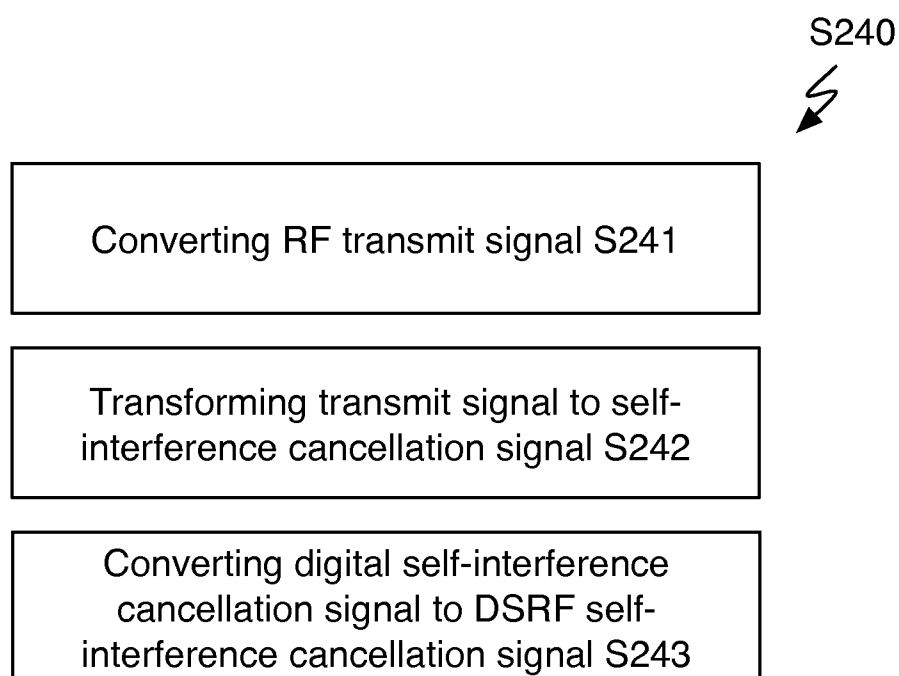 S240
Converting RF transmit signal S241
Transforming transmit signal to self-
interference cancellation signal S242
Converting digital self-interference
cancellation signal to DSRF self-
interference cancellation signal S243